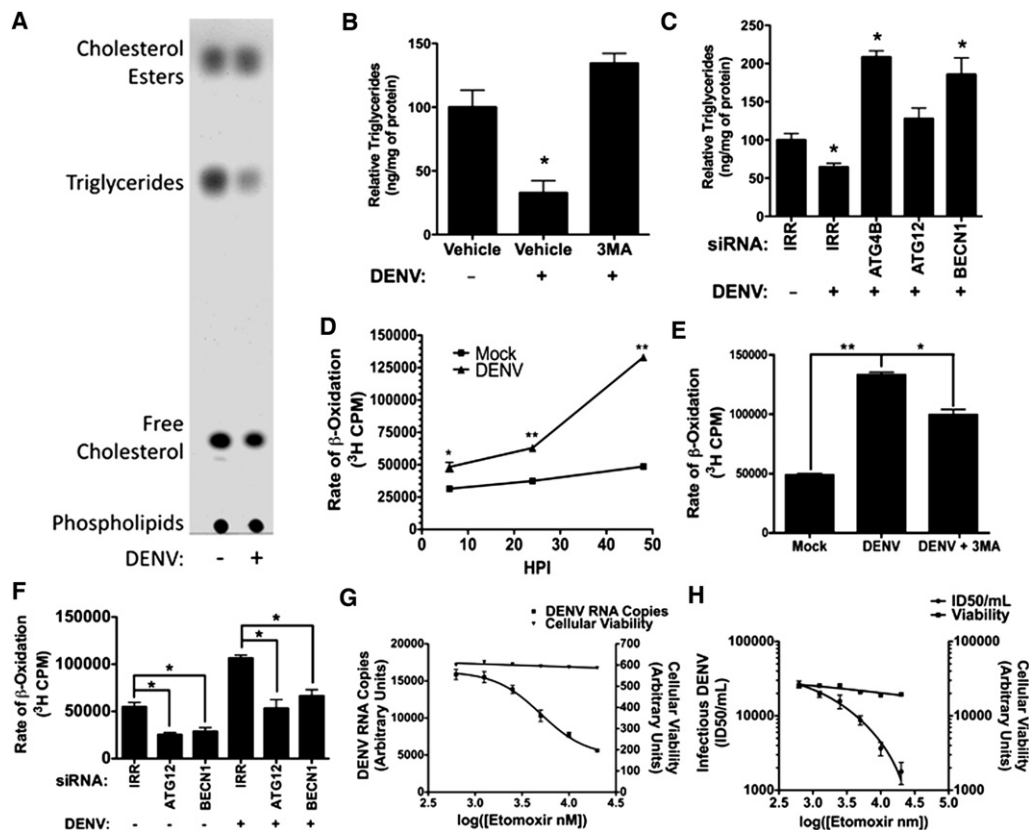 A
Cholesterol
Esters
Triglycerides
Free
Cholesterol
Phospholipids
DENV: - +
B
Relative Triglycerides
(ng/mg of protein)
150
100
50
0
*
Vehicle Vehicle 3MA
DENV: - + +
C
Relative Triglycerides
(ng/mg of protein)
250
200
150
100
50
0
* * *
siRNA: IRR IRR ATG4B ATG12 BECN1
DENV: - + + + +
D
Rate of β-Oxidation
(³H CPM)
150000
125000
100000
75000
50000
25000
0
Mock
DENV
* ** **
0 10 20 30 40 50
HPI
E
Rate of β-Oxidation
(³H CPM)
150000
100000
50000
0
** *
Mock DENV DENV + 3MA
F
Rate of β-Oxidation
(³H CPM)
150000
100000
50000
0
* * * *
siRNA: IRR ATG12 BECN1 IRR ATG12 BECN1
DENV: - - - + + +
G
DENV RNA Copies
Cellular Viability
DENV RNA Copies
(Arbitrary Units)
20000
15000
10000
5000
0
Cellular Viability
(Arbitrary Units)
700
600
500
400
300
200
100
0
2.5 3.0 3.5 4.0 4.5
log([Etomoxir nM])
H
ID50/mL
Viability
Infectious DENV
(ID50/mL)
100000
10000
1000
Cellular Viability
(Arbitrary Units)
100000
10000
1000
2.5 3.0 3.5 4.0 4.5
log([Etomoxir nm])